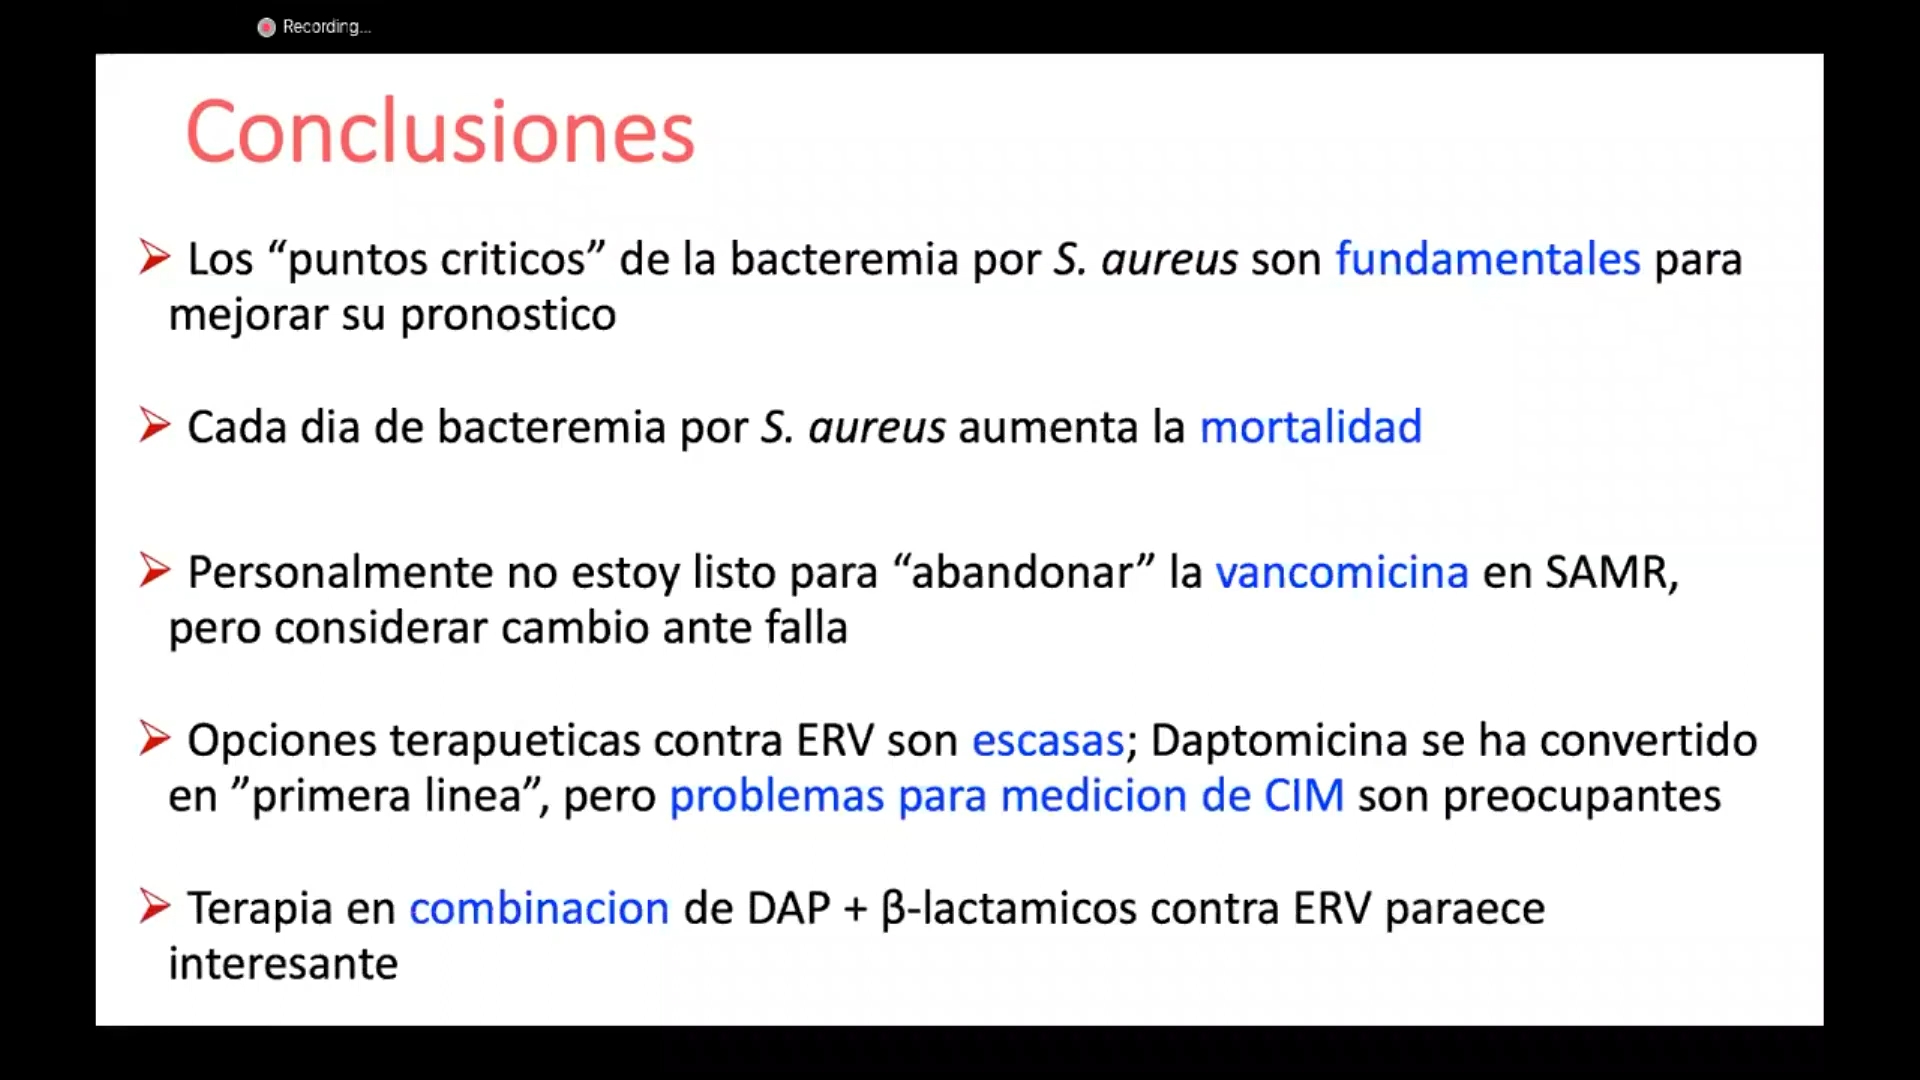 Recording...
Conclusiones
➢ Los “puntos criticos” de la bacteremia por S. aureus son fundamentales para
mejorar su pronostico
➢ Cada dia de bacteremia por S. aureus aumenta la mortalidad
➢ Personalmente no estoy listo para “abandonar” la vancomicina en SAMR,
pero considerar cambio ante falla
➢ Opciones terapueticas contra ERV son escasas; Daptomicina se ha convertido
en ”primera linea”, pero problemas para medicion de CIM son preocupantes
➢ Terapia en combinacion de DAP + β-lactamicos contra ERV paraece
interesante